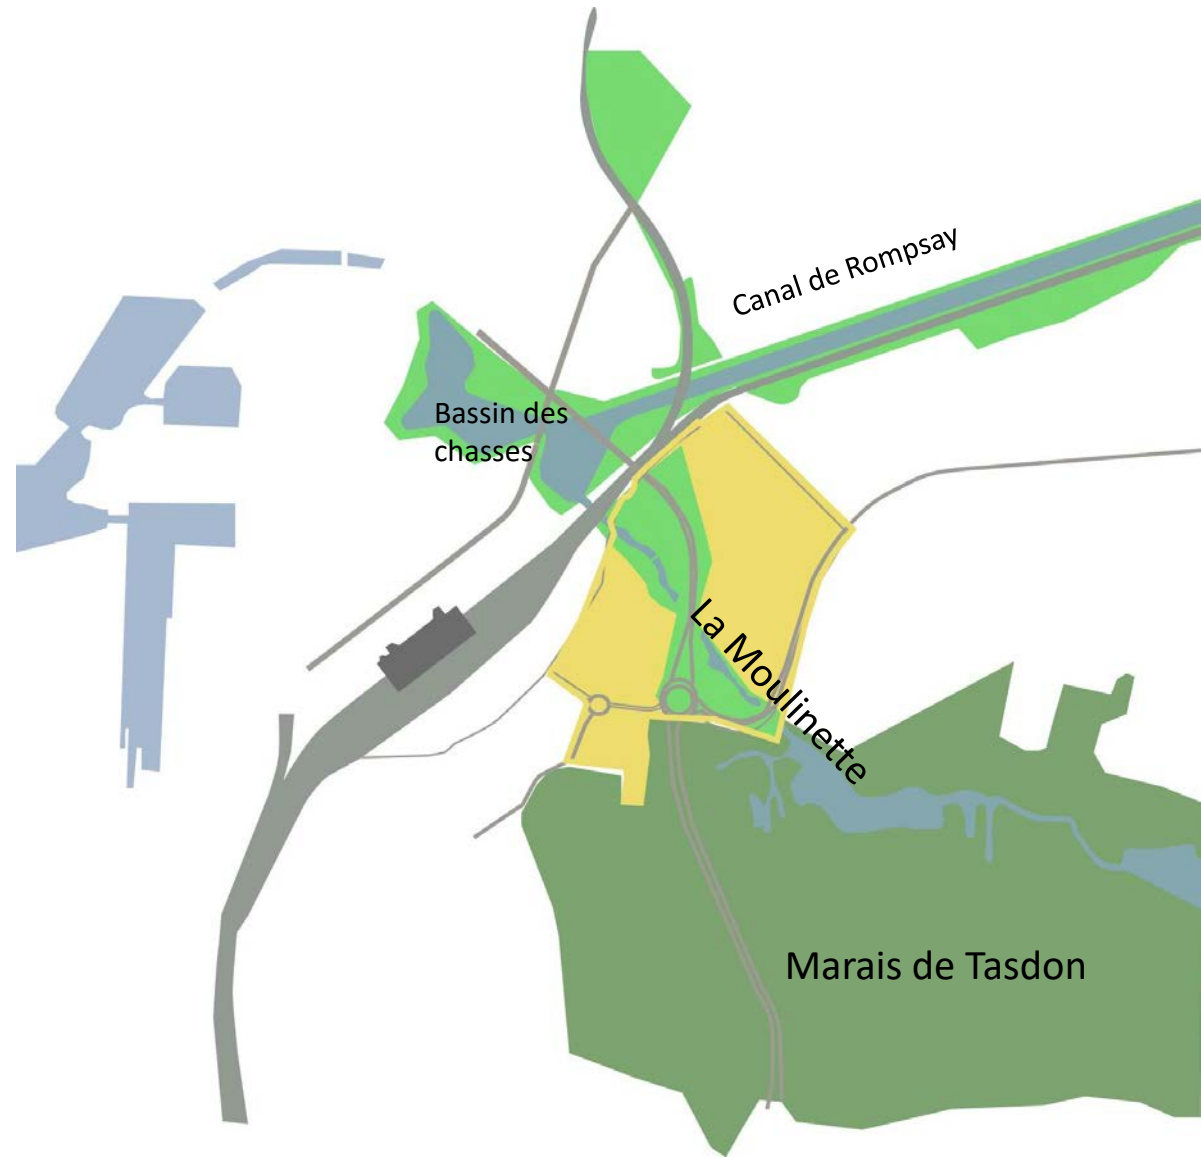 Canal de Rompsay
Bassin des
chasses
La Moulinette
Marais de Tasdon